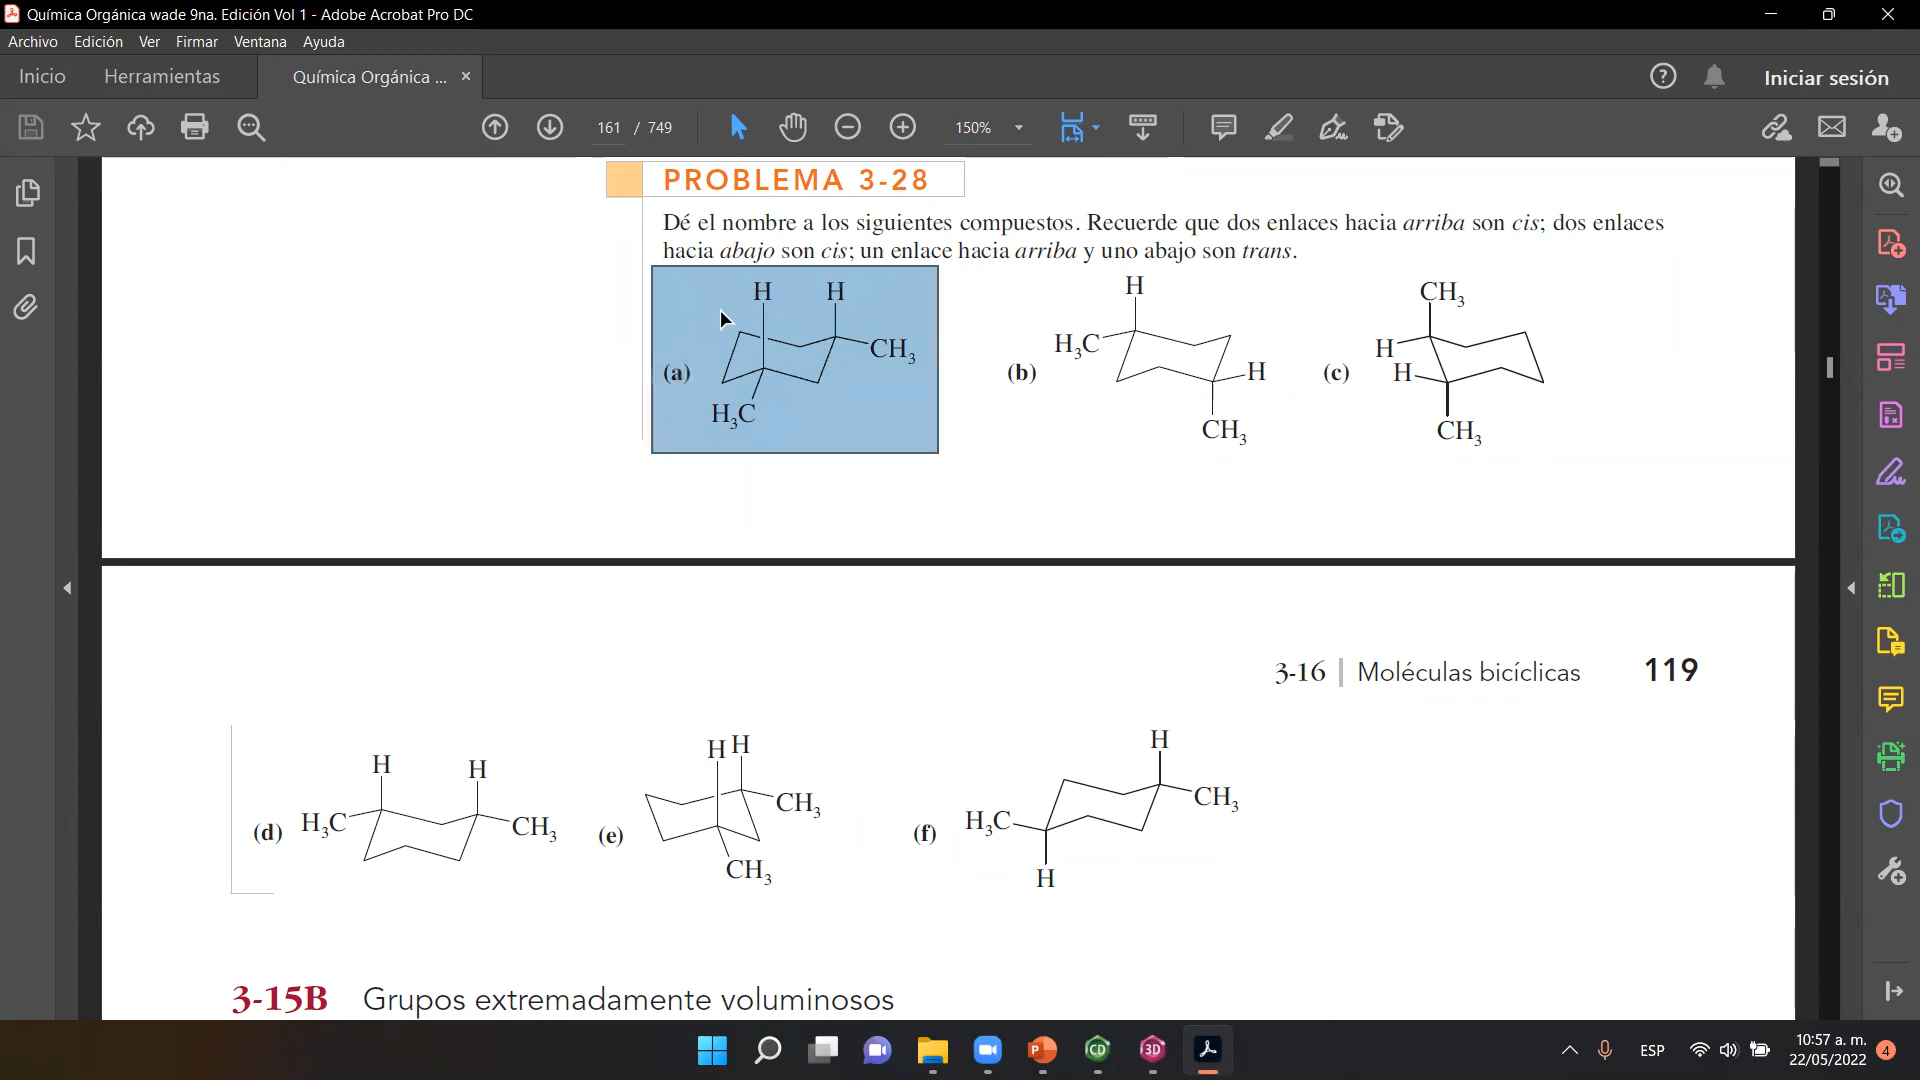 Química Orgánica wade 9na. Edición Vol 1 - Adobe Acrobat Pro DC
Archivo Edición Ver Firmar Ventana Ayuda
Inicio Herramientas Química Orgánica ... × Iniciar sesión
161 / 749 150%
PROBLEMA 3-28
Dé el nombre a los siguientes compuestos. Recuerde que dos enlaces hacia arriba son cis; dos enlaces
hacia abajo son cis; un enlace hacia arriba y uno abajo son trans.
(a) H H CH3 H3C
(b) H H3C H CH3
(c) CH3 H H CH3
3-16 | Moléculas bicíclicas 119
(d) H H H3C CH3
(e) H H CH3 CH3
(f) H H3C CH3 H
3-15B Grupos extremadamente voluminosos
CD 3D
ESP
10:57 a. m.
22/05/2022
4